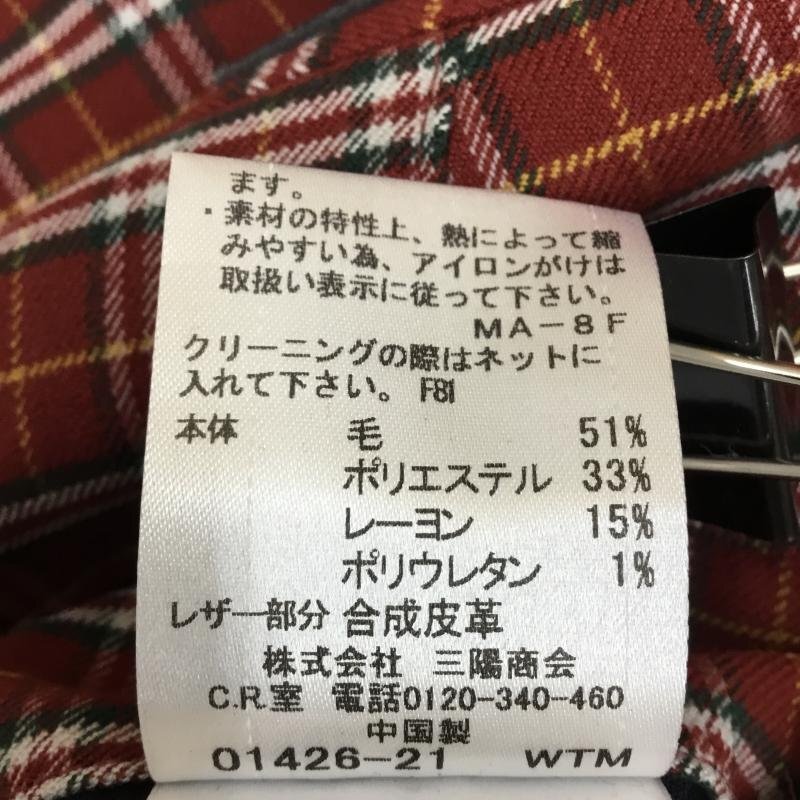 ます。
・素材の特性上、熱によって縮
みやすい為、アイロンがけは
取扱い表示に従って下さい。
MA-8F
クリーニングの際はネットに
入れて下さい。 F81
本体 毛 51%
ポリエステル 33%
レーヨン 15%
ポリウレタン 1%
レザー部分 合成皮革
株式会社 三陽商会
C.R.室 電話0120-340-460
中国製
01426-21 WTM